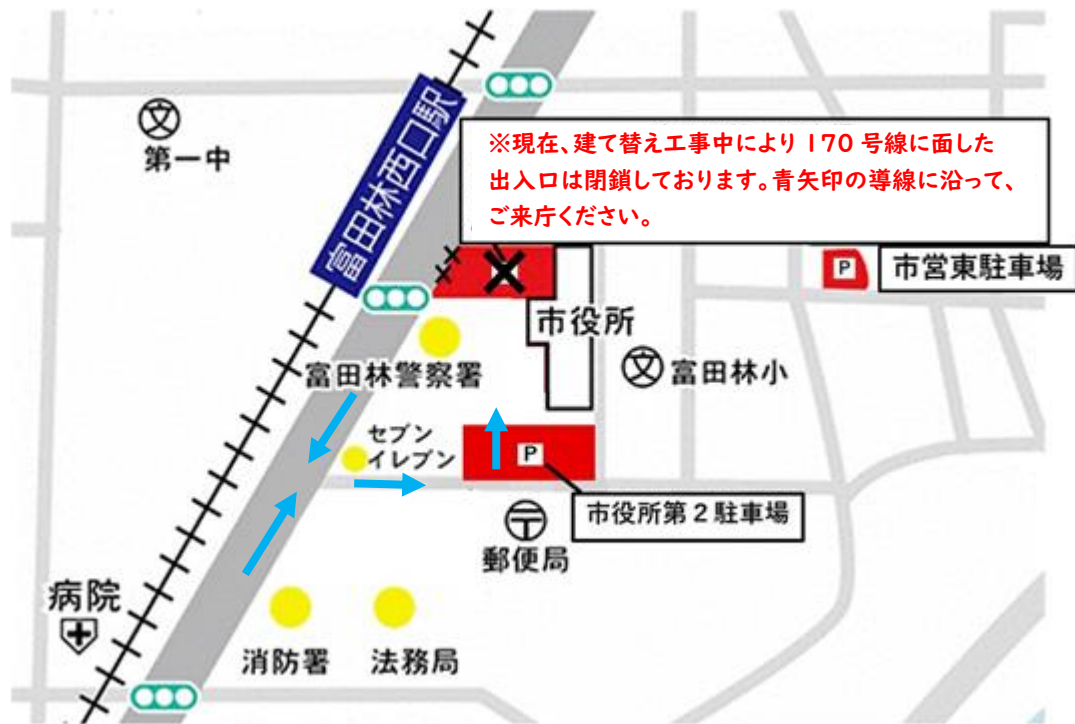 富田林西口駅
文
第一中
※現在、建て替え工事中により170号線に面した
出入口は閉鎖しております。青矢印の導線に沿って、
ご来庁ください。
P
市営東駐車場
市役所
文
富田林小
富田林警察署
セブン
イレブン
P
市役所第2駐車場
〒
郵便局
病院
消防署
法務局